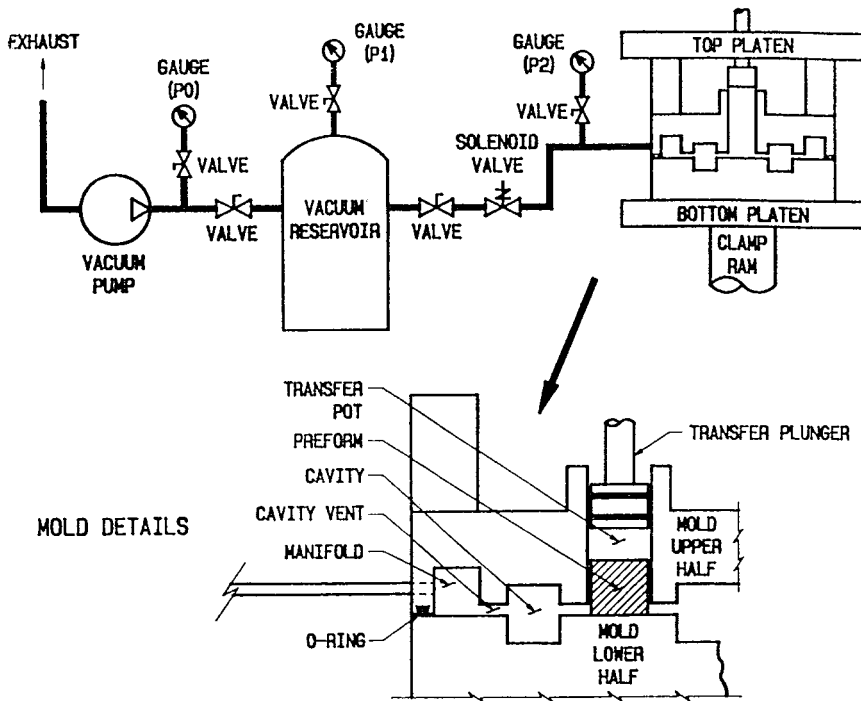 EXHAUST
GAUGE
(P0)
VALVE
VALVE
VACUUM
PUMP
GAUGE
(P1)
VALVE
VACUUM
RESERVOIR
VALVE
SOLENOID
VALVE
GAUGE
(P2)
VALVE
TOP PLATEN
BOTTOM PLATEN
CLAMP
RAM
MOLD DETAILS
TRANSFER
POT
PREFORM
CAVITY
CAVITY VENT
MANIFOLD
O-RING
TRANSFER PLUNGER
MOLD
UPPER
HALF
MOLD
LOWER
HALF